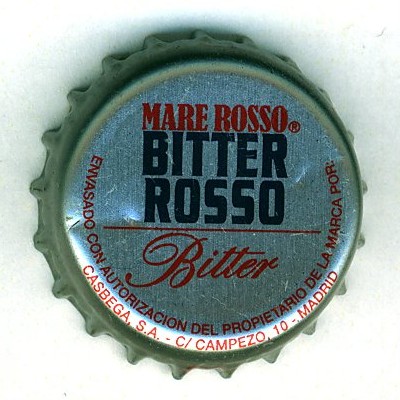 MARE ROSSO®
BITTER
ROSSO
Bitter
ENVASADO CON AUTORIZACION DEL PROPIETARIO DE LA MARCA POR:
CASBEGA, S.A. - C/ CAMPEZO, 10 - MADRID